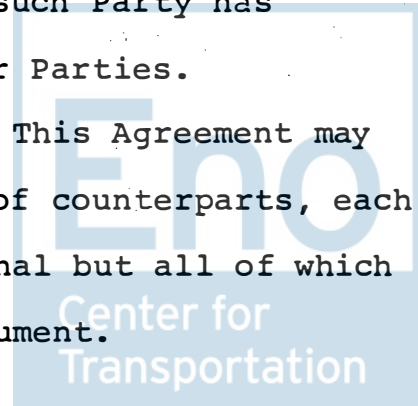 such Party has
r Parties.
This Agreement may
of counterparts, each
nal but all of which
ument.
Eno
Center for
Transportation